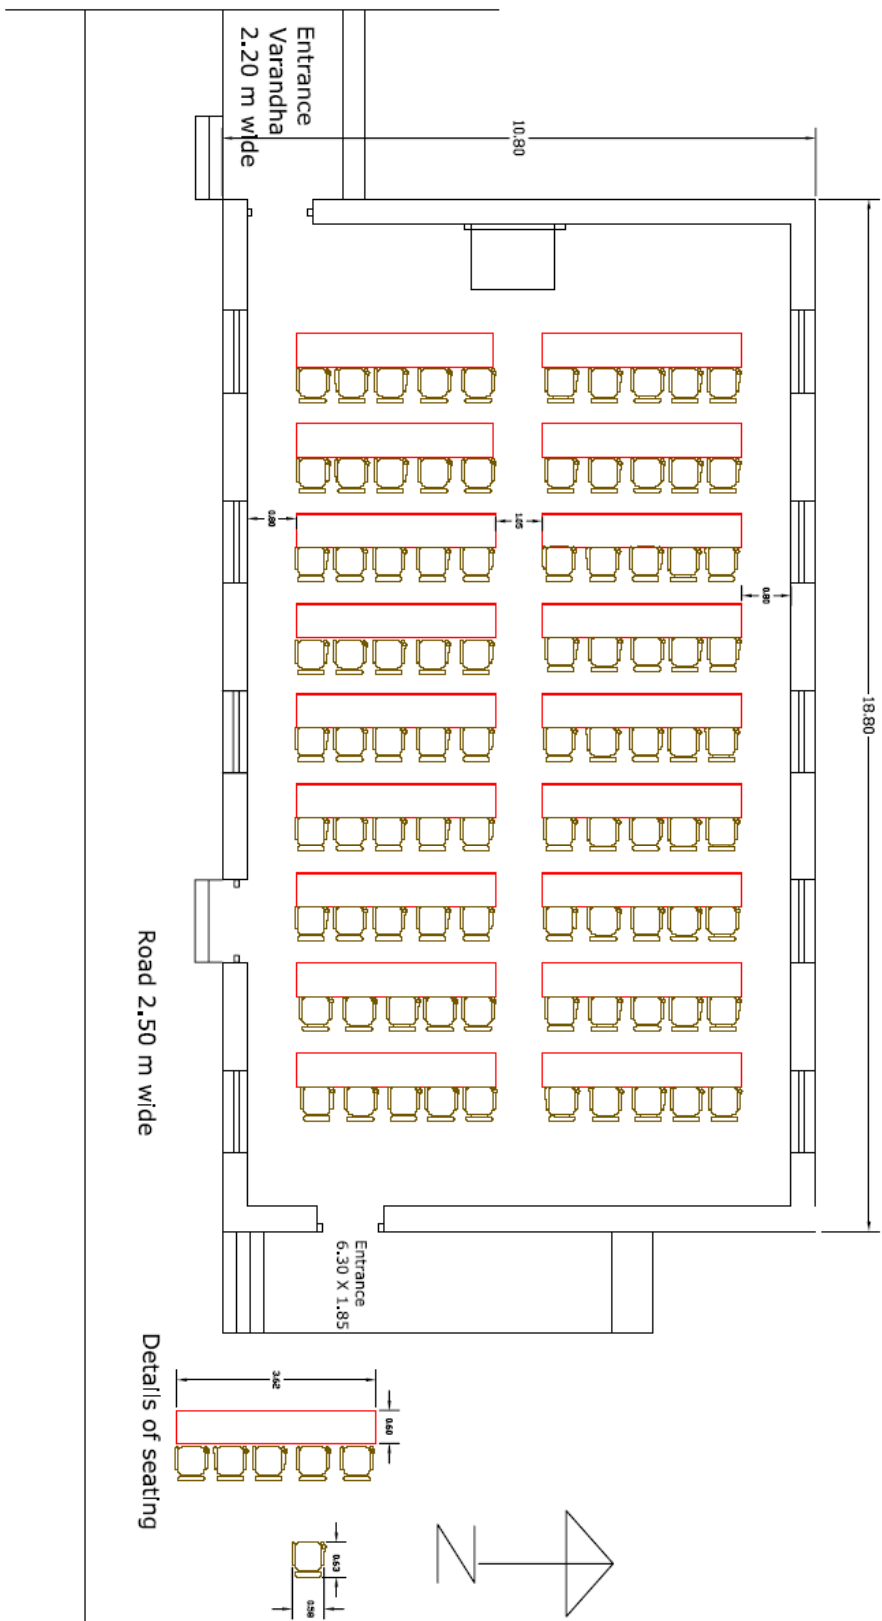 Entrance
Varandha
2.20 m wide
10.80
18.80
0.80
1.05
0.80
Road 2.50 m wide
Entrance
6.30 X 1.85
Details of seating
3.62
0.60
0.63
0.58
N